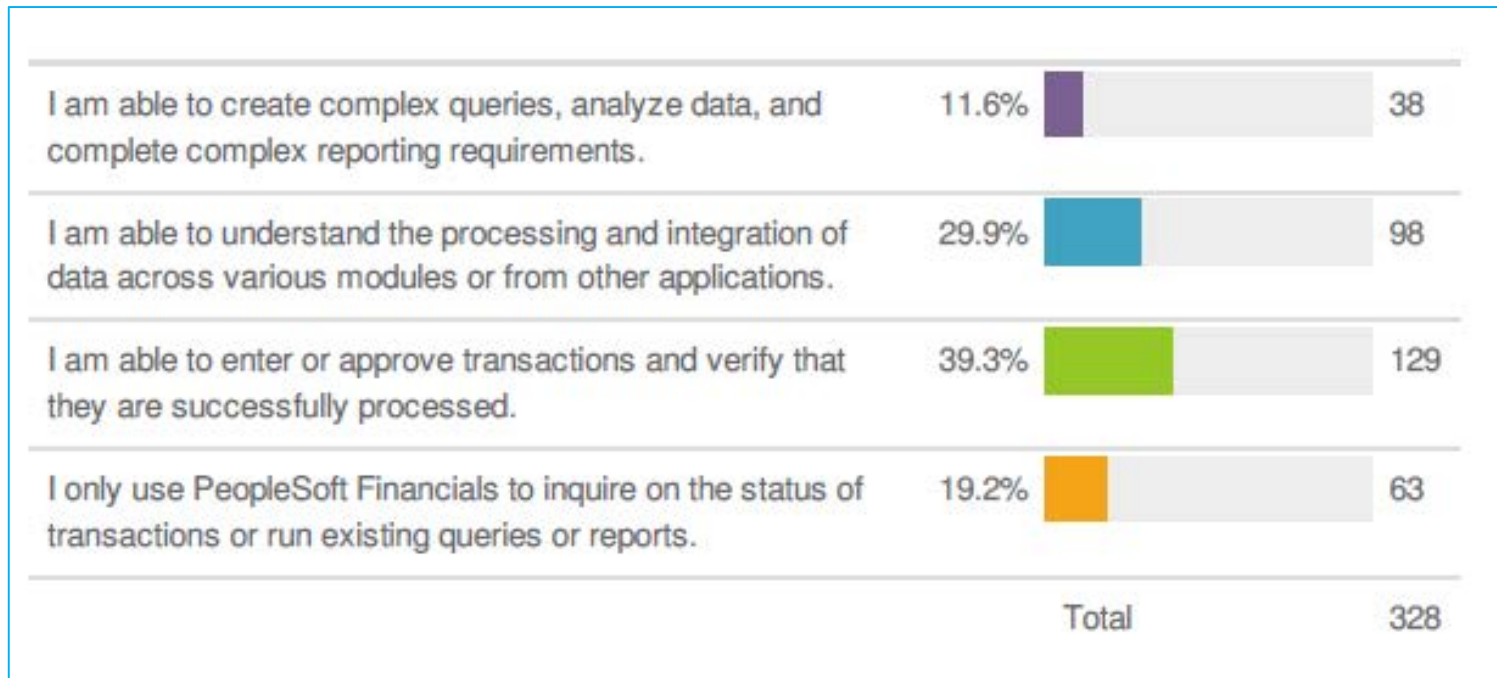 I am able to create complex queries, analyze data, and 11.6% 38
complete complex reporting requirements.
I am able to understand the processing and integration of 29.9% 98
data across various modules or from other applications.
I am able to enter or approve transactions and verify that 39.3% 129
they are successfully processed.
I only use PeopleSoft Financials to inquire on the status of 19.2% 63
transactions or run existing queries or reports.
Total 328